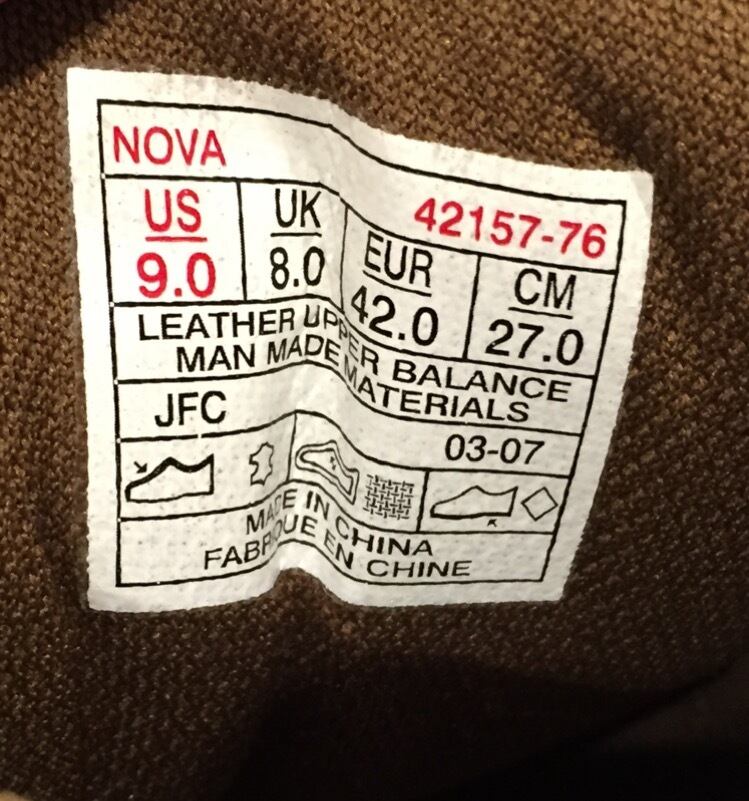 NOVA
42157-76
US
9.0
UK
8.0
EUR
42.0
CM
27.0
LEATHER UPPER BALANCE
MAN MADE MATERIALS
JFC
03-07
MADE IN CHINA
FABRIQUE EN CHINE